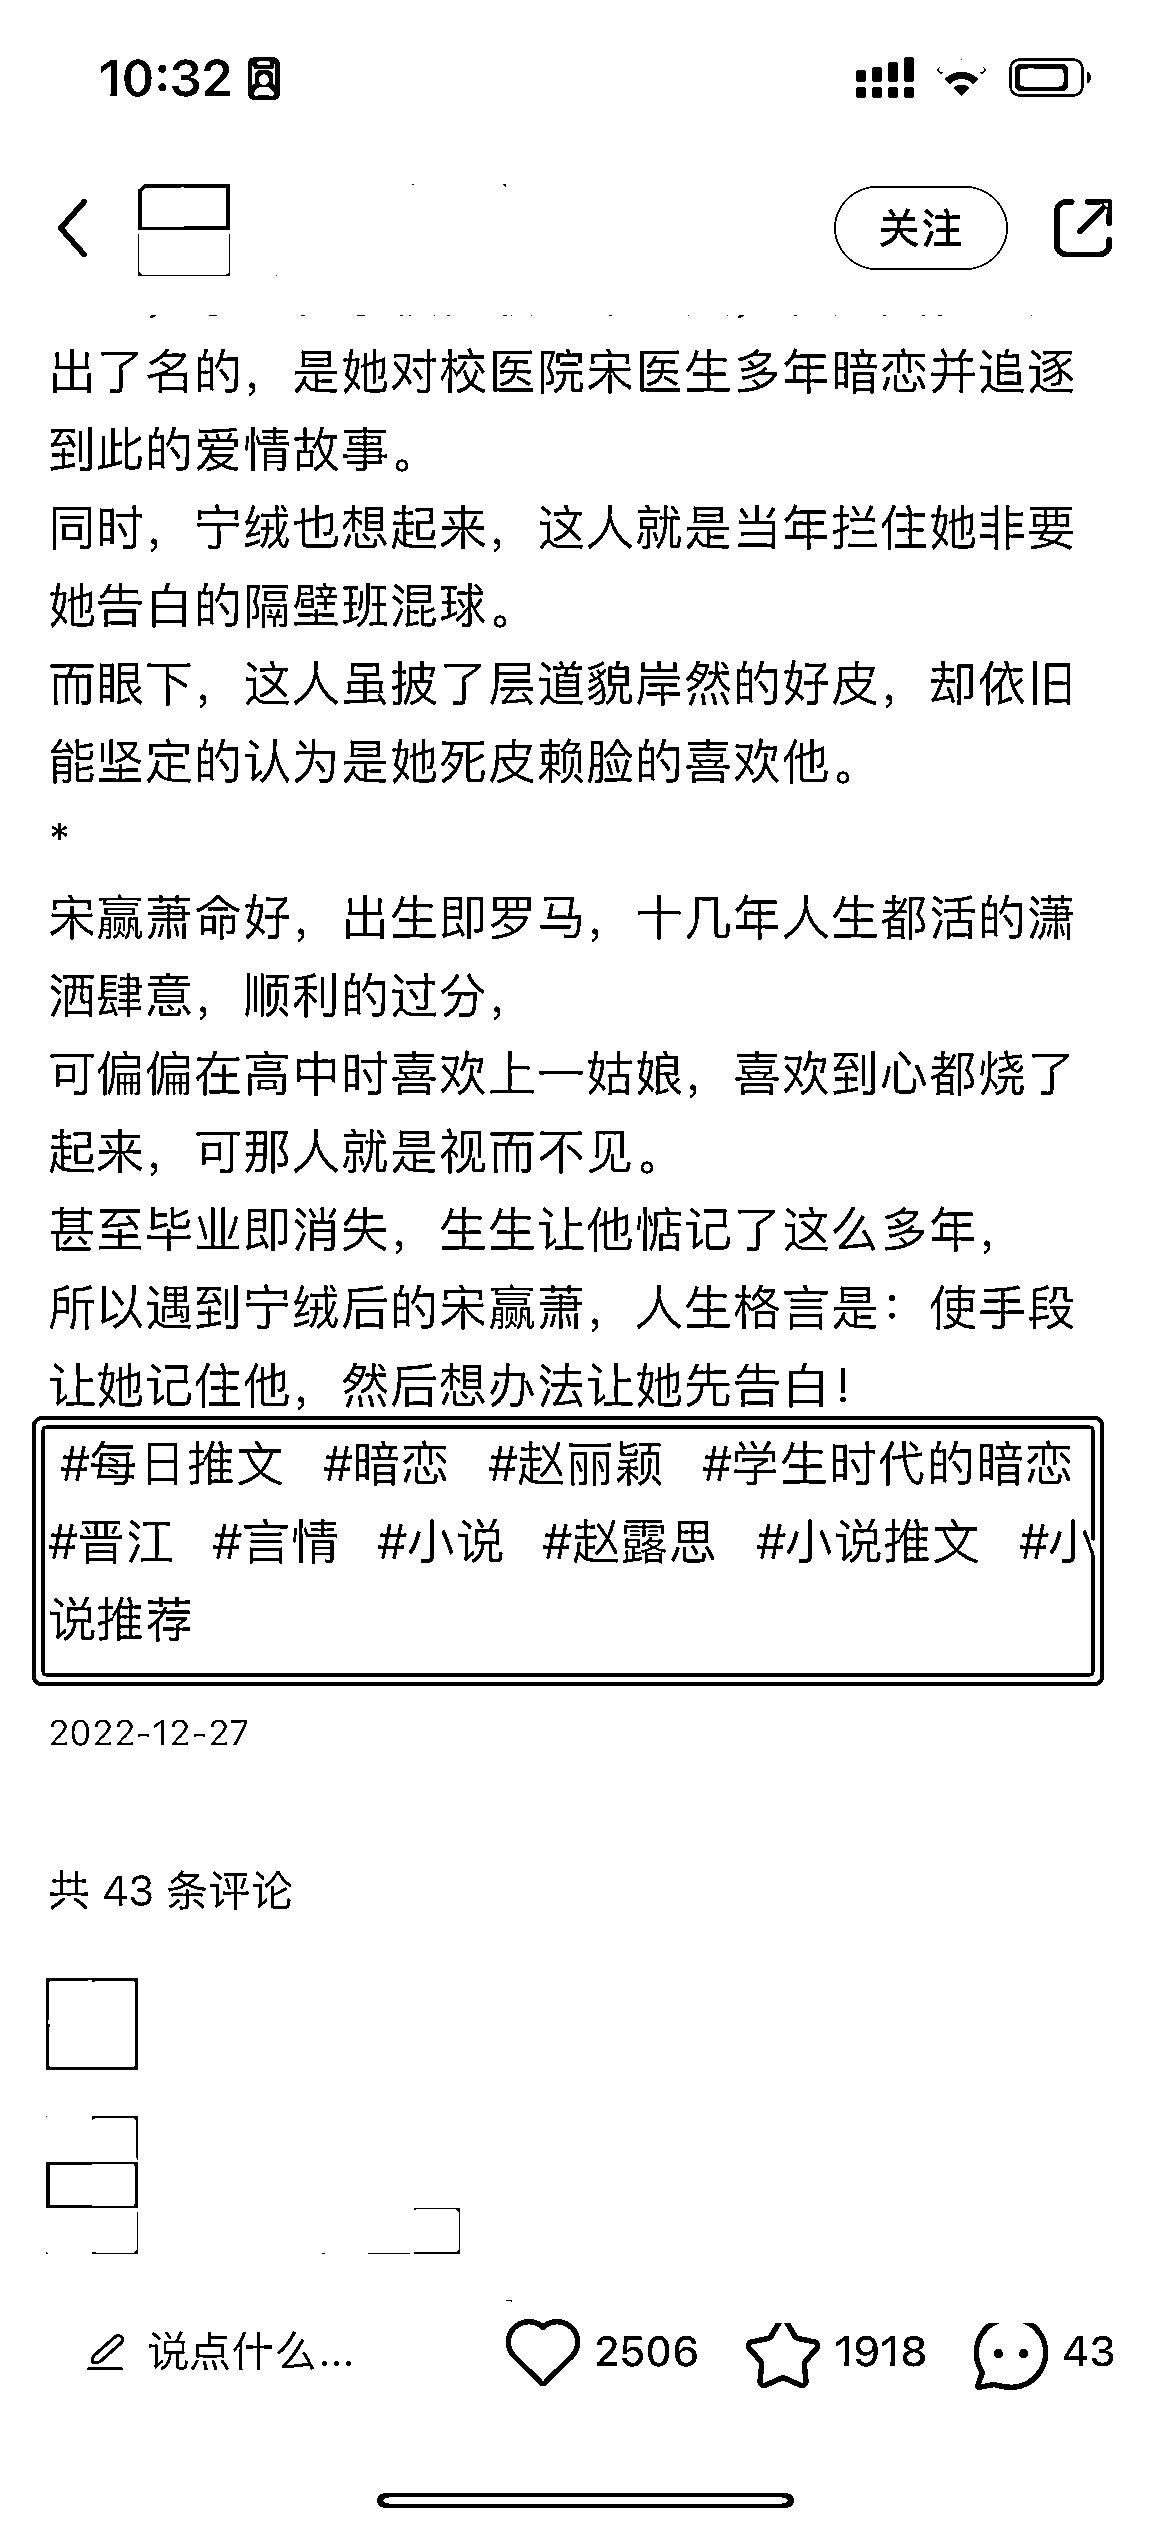 10:32
关注
出了名的，是她对校医院宋医生多年暗恋并追逐
到此的爱情故事。
同时，宁绒也想起来，这人就是当年拦住她非要
她告白的隔壁班混球。
而眼下，这人虽披了层道貌岸然的好皮，却依旧
能坚定的认为是她死皮赖脸的喜欢他。
*
宋赢萧命好，出生即罗马，十几年人生都活的潇
洒肆意，顺利的过分，
可偏偏在高中时喜欢上一姑娘，喜欢到心都烧了
起来，可那人就是视而不见。
甚至毕业即消失，生生让他惦记了这么多年，
所以遇到宁绒后的宋赢萧，人生格言是：使手段
让她记住他，然后想办法让她先告白！
#每日推文 #暗恋 #赵丽颖 #学生时代的暗恋
#晋江 #言情 #小说 #赵露思 #小说推文 #小
说推荐
2022-12-27
共 43 条评论
说点什么... 2506 1918 43